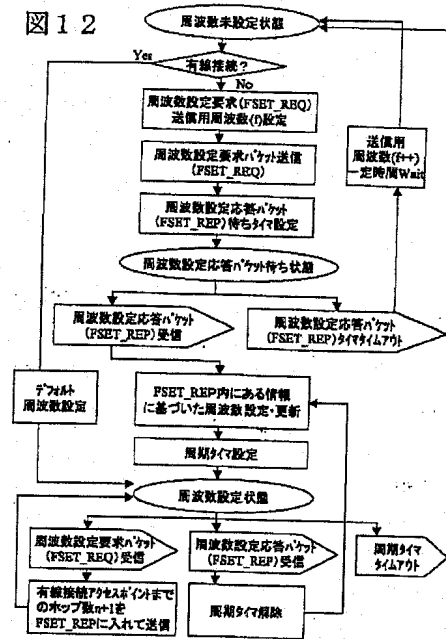 図12
周波数未設定状態
Yes
有線接続?
No
周波数設定要求(FSET_REQ)
送信用周波数(f)設定
送信用
周波数(f++)
一定時間Wait
周波数設定要求パケット送信
(FSET_REQ)
周波数設定応答パケット
(FSET_REP)待ちタイマ設定
周波数設定応答パケット待ち状態
周波数設定応答パケット
(FSET_REP)受信
周波数設定応答パケット
(FSET_REP)タイマタイムアウト
デフォルト
周波数設定
FSET_REP内にある情報
に基づいた周波数設定・更新
周期タイマ設定
周波数設定状態
周波数設定要求パケット
(FSET_REQ)受信
周波数設定応答パケット
(FSET_REP)受信
周期タイマ
タイムアウト
有線接続アクセスポイントまで
のホップ数n+1を
FSET_REPに入れて送信
周期タイマ解除